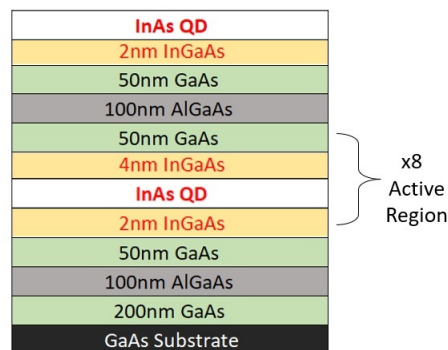 InAs QD
2nm InGaAs
50nm GaAs
100nm AlGaAs
50nm GaAs
4nm InGaAs
InAs QD
2nm InGaAs
50nm GaAs
100nm AlGaAs
200nm GaAs
GaAs Substrate
x8
Active
Region